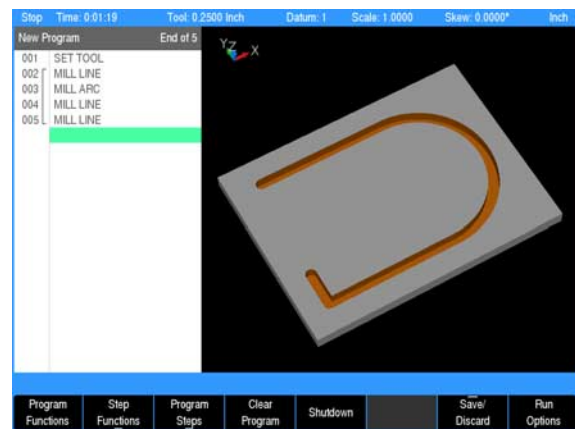 Stop Time: 0:01:19 Tool: 0.2500 Inch Datum: 1 Scale: 1.0000 Skew: 0.0000° Inch
New Program End of 5
001 SET TOOL
002 MILL LINE
003 MILL ARC
004 MILL LINE
005 MILL LINE
Y Z X
Program Functions
Step Functions
Program Steps
Clear Program
Shutdown
Save/ Discard
Run Options